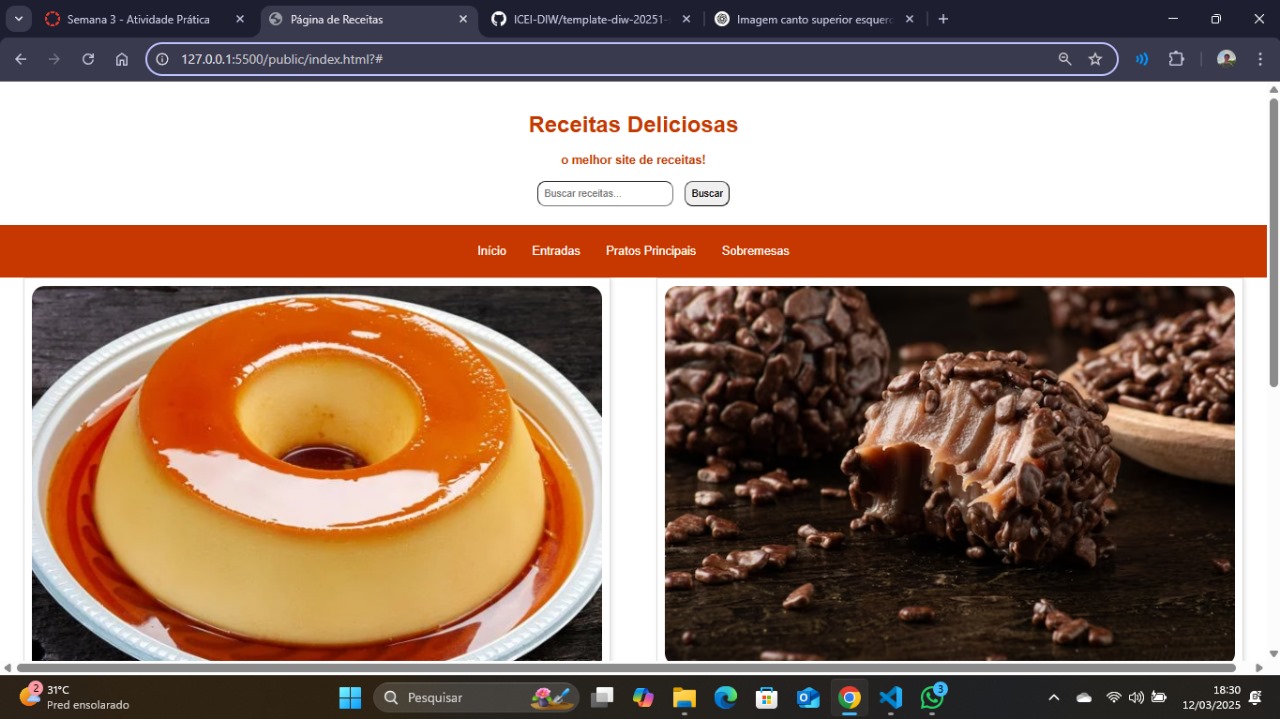 Semana 3 - Atividade Prática
Página de Receitas
ICEI-DIW/template-diw-20251-
Imagem canto superior esquer
127.0.0.1:5500/public/index.html?#
Receitas Deliciosas
o melhor site de receitas!
Buscar receitas...
Buscar
Início
Entradas
Pratos Principais
Sobremesas
2
31°C
Pred ensolarado
Pesquisar
3
18:30
12/03/2025